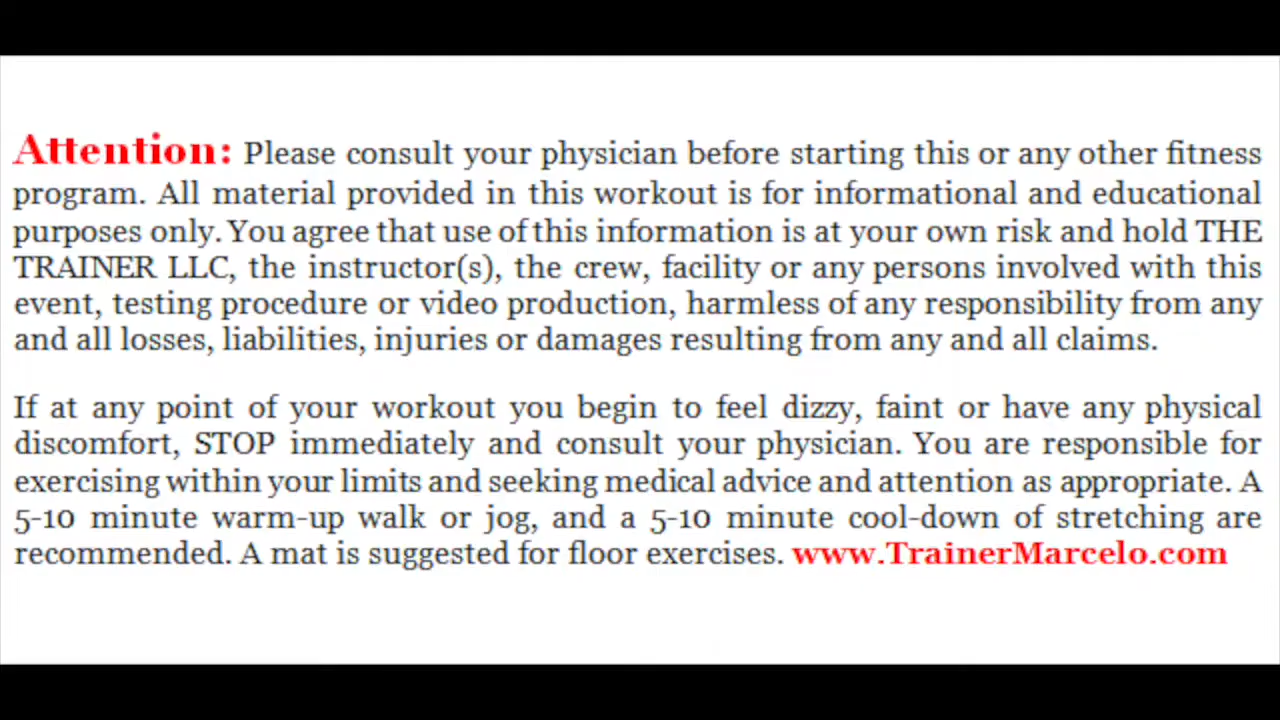 Attention: Please consult your physician before starting this or any other fitness
program. All material provided in this workout is for informational and educational
purposes only. You agree that use of this information is at your own risk and hold THE
TRAINER LLC, the instructor(s), the crew, facility or any persons involved with this
event, testing procedure or video production, harmless of any responsibility from any
and all losses, liabilities, injuries or damages resulting from any and all claims.
If at any point of your workout you begin to feel dizzy, faint or have any physical
discomfort, STOP immediately and consult your physician. You are responsible for
exercising within your limits and seeking medical advice and attention as appropriate. A
5-10 minute warm-up walk or jog, and a 5-10 minute cool-down of stretching are
recommended. A mat is suggested for floor exercises. www.TrainerMarcelo.com